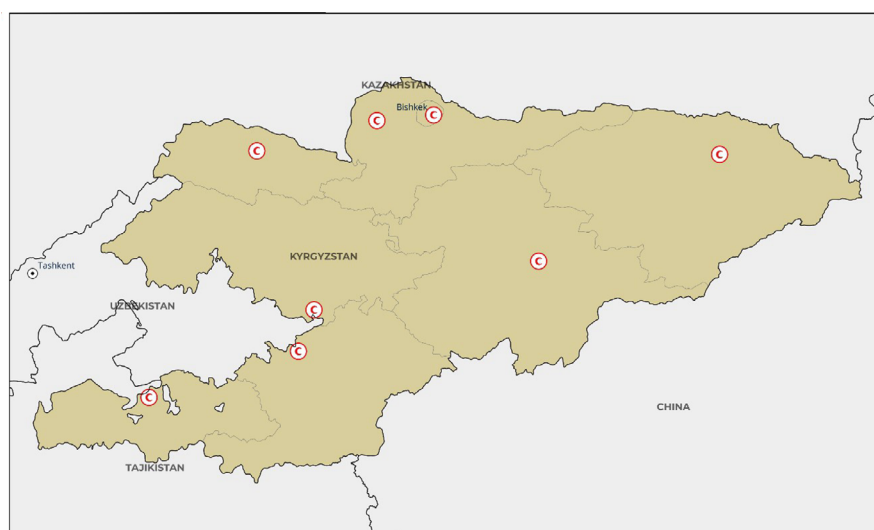 KAZAKHSTAN
Bishkek
C
C
C
C
KYRGYZSTAN
C
Tashkent
UZBEKISTAN
C
C
C
CHINA
TAJIKISTAN